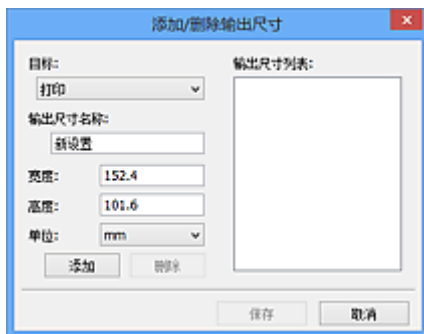 添加/删除输出尺寸
目标:
打印
输出尺寸名称:
新设置
宽度: 152.4
高度: 101.6
单位: mm
添加 删除
输出尺寸列表:
保存 取消